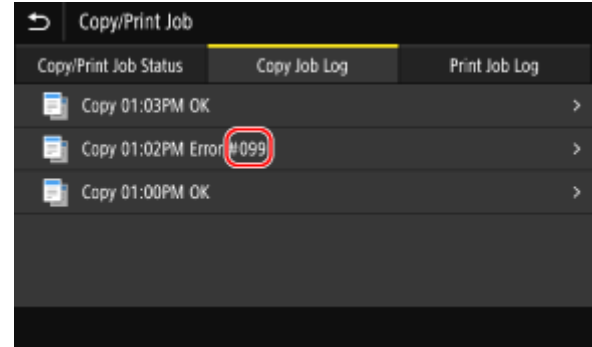 Copy/Print Job
Copy/Print Job Status Copy Job Log Print Job Log
Copy 01:03PM OK
Copy 01:02PM Error #099
Copy 01:00PM OK